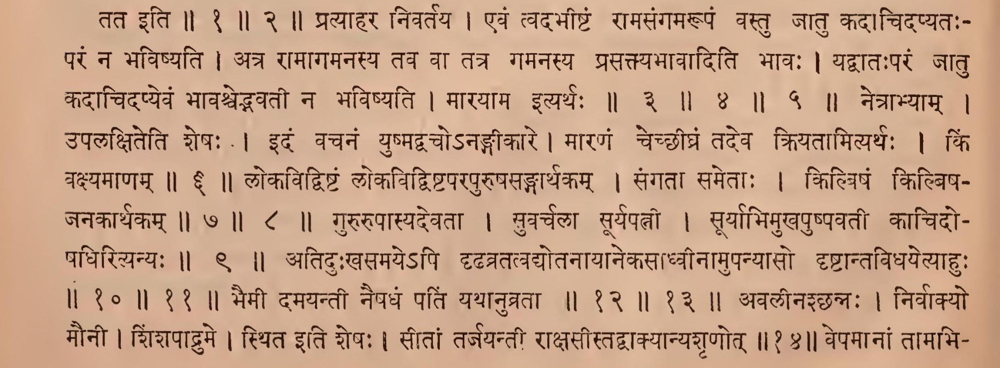 तत इति ॥ १ ॥ २ ॥ प्रत्याहर निवर्तय । एवं त्वदभीष्टं रामसंगमरूपं वस्तु जातु कदाचिदप्यतः-
परं न भविष्यति । अत्र रामागमनस्य तव वा तत्र गमनस्य प्रसत्तयभावादिति भावः । यद्वातःपरं जातु
कदाचिदप्येवं भावश्चेद्भवती न भविष्यति । मारयाम इत्यर्थः ॥ ३ ॥ ४ ॥ ५ ॥ नेत्राभ्याम् ।
उपलक्षितेति शेषः । इदं वचनं युष्मद्वचोऽनङ्गीकारे । मारणं चेच्छीघ्रं तदेव क्रियतामित्यर्थः । किं
वक्ष्यमाणम् ॥ ६ ॥ लोकविद्विष्टं लोकविद्विष्टपरपुरुषसङ्गार्थकम् । संगता समेताः । किल्बिषं किल्बिष-
जनकार्थकम् ॥ ७ ॥ ८ ॥ गुरुरुपास्यदेवता । सुवर्चला सूर्यपत्नी । सूर्याभिमुखपुष्पवती काचिदो-
षधिरित्यन्यः ॥ ९ ॥ अतिदुःखसमयेऽपि दृढव्रतत्वद्योतनायानेकसाध्वीनामुपन्यासो दृष्टान्तविधयेत्याहुः
॥ १० ॥ ११ ॥ भैमी दमयन्ती नैषधं पतिं यथानुव्रता ॥ १२ ॥ १३ ॥ अवलीनश्छन्नः । निर्वाक्यो
मौनी । शिंशपाद्रुमे । स्थित इति शेषः । सीतां तर्जयन्ती राक्षसीस्तद्वाक्यान्यशृणोत् ॥१४॥ वेपमानां तामभि-